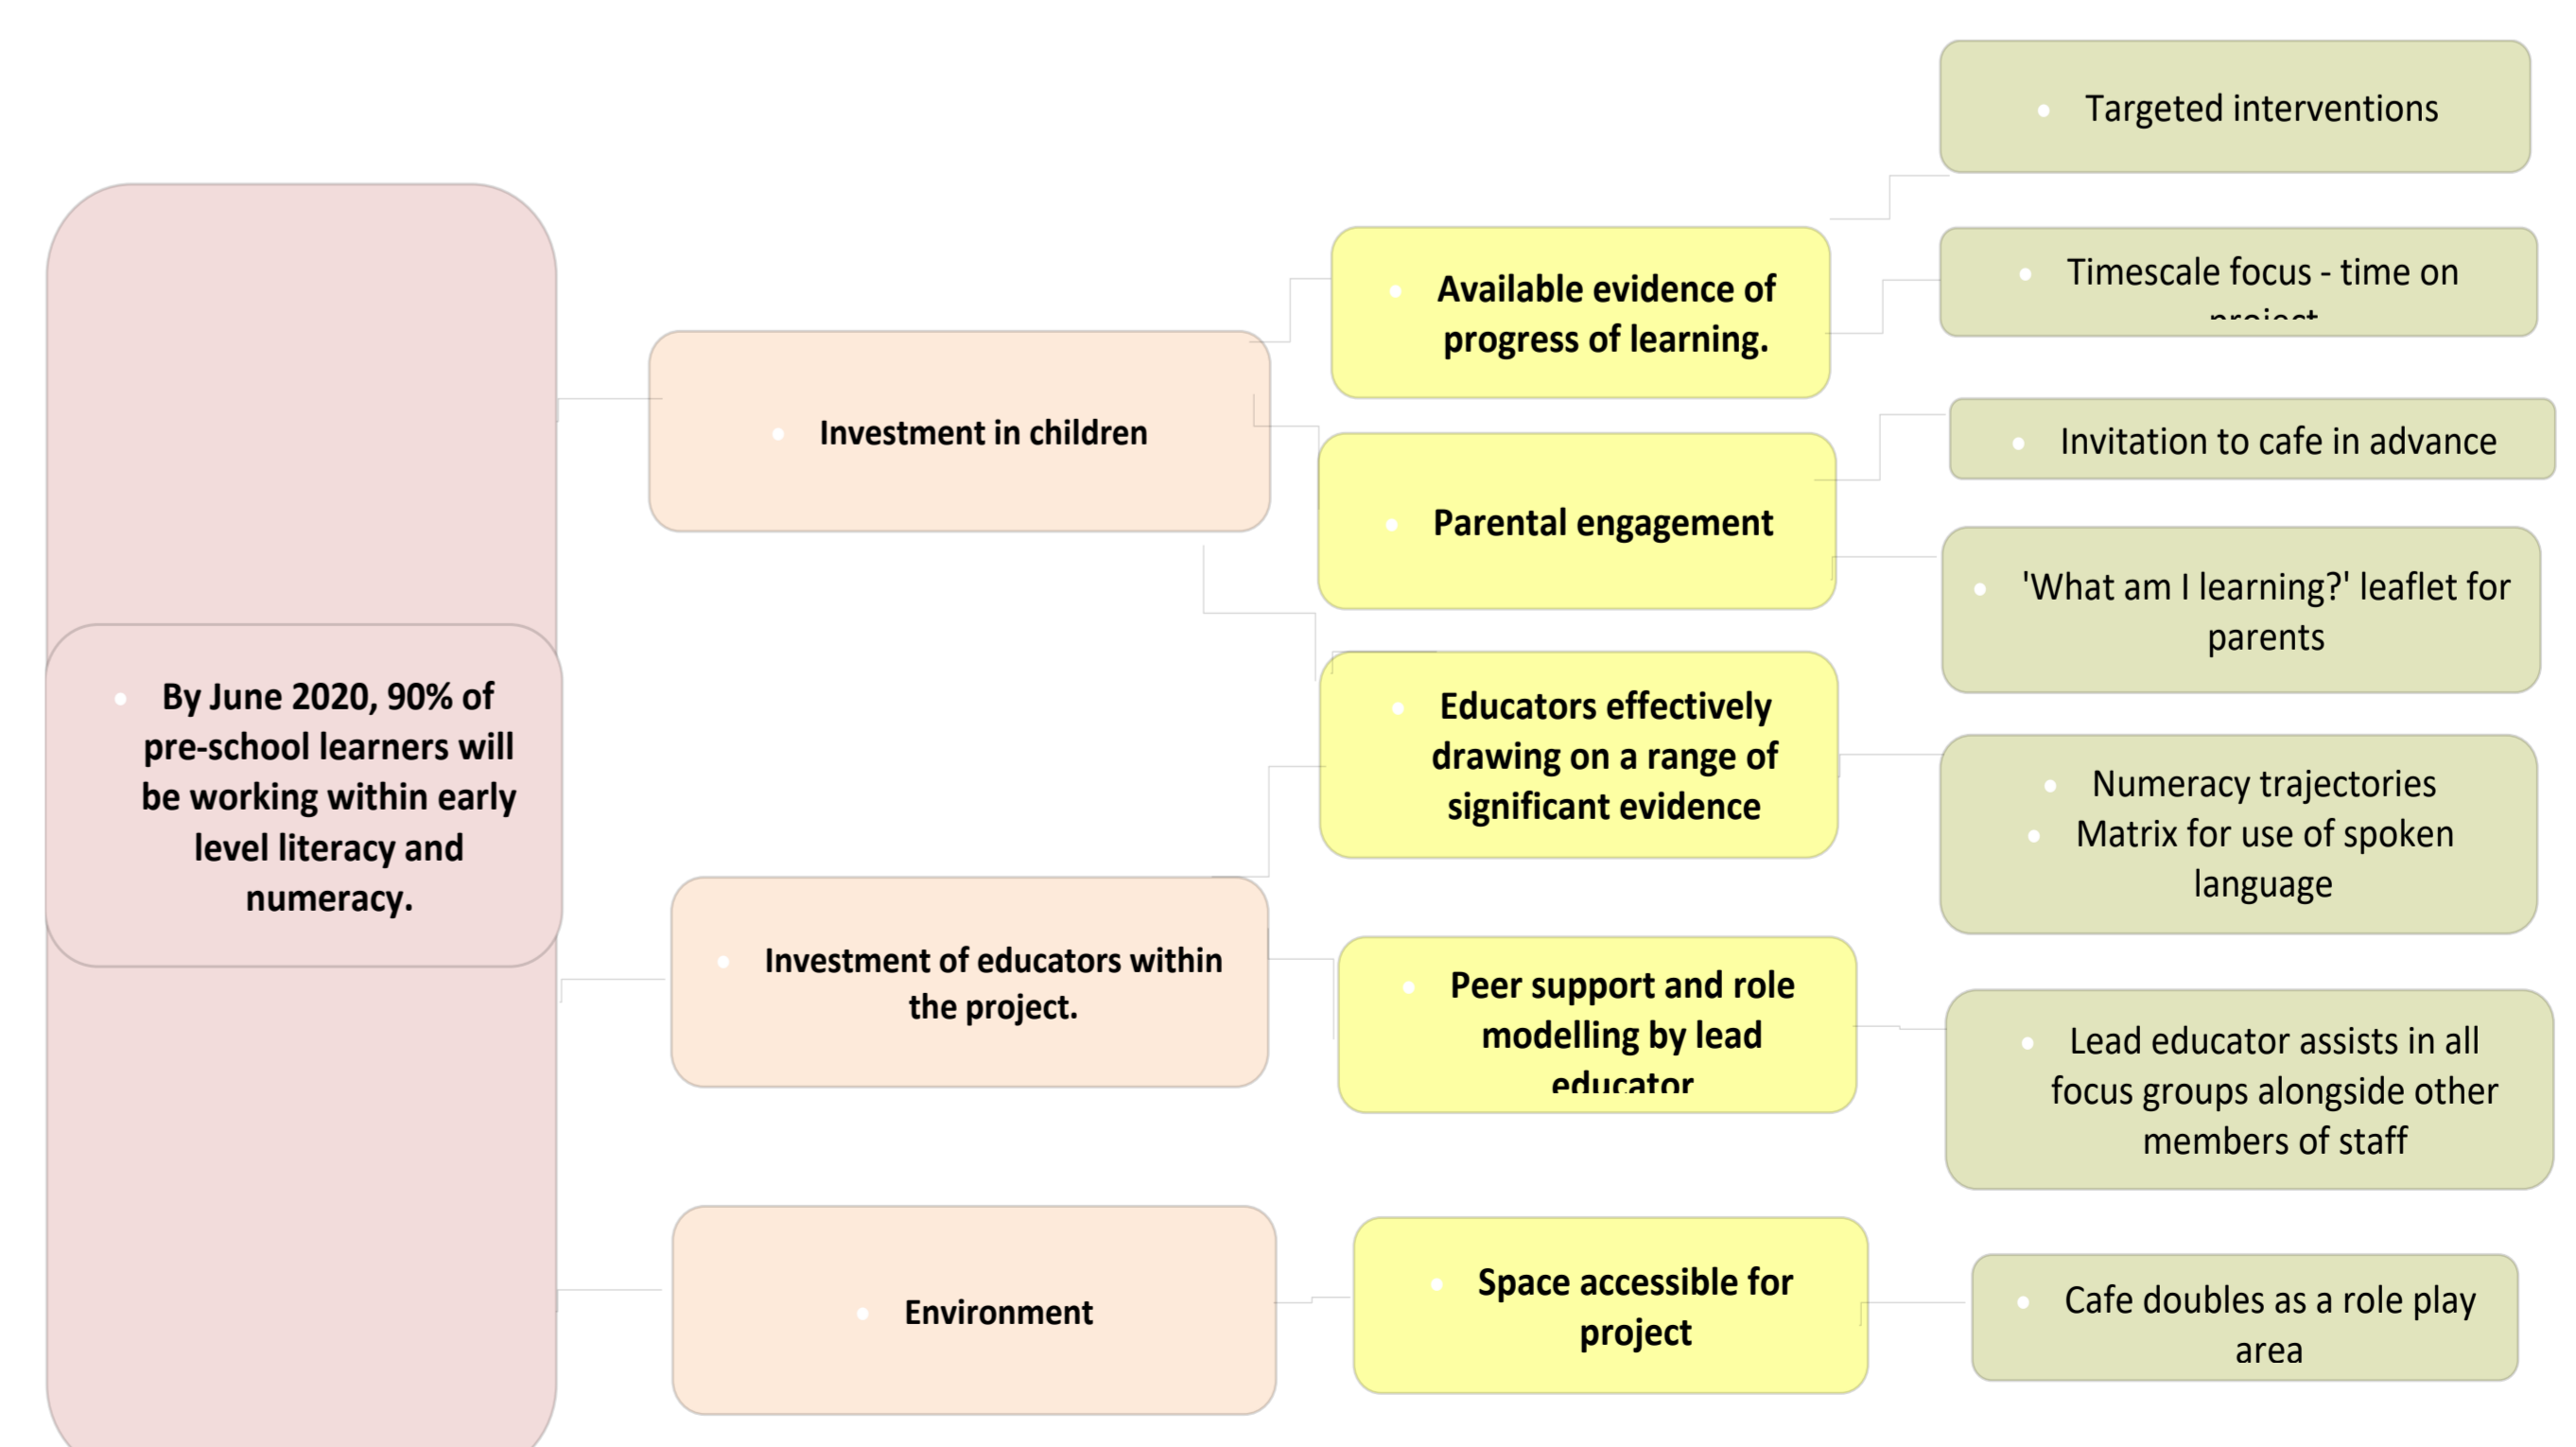 By June 2020, 90% of
pre-school learners will
be working within early
level literacy and
numeracy.
Investment in children
Investment of educators within
the project.
Environment
Available evidence of
progress of learning.
Parental engagement
Educators effectively
drawing on a range of
significant evidence
Peer support and role
modelling by lead
educator
Space accessible for
project
Targeted interventions
Timescale focus - time on
project
Invitation to cafe in advance
'What am I learning?' leaflet for
parents
Numeracy trajectories
Matrix for use of spoken
language
Lead educator assists in all
focus groups alongside other
members of staff
Cafe doubles as a role play
area